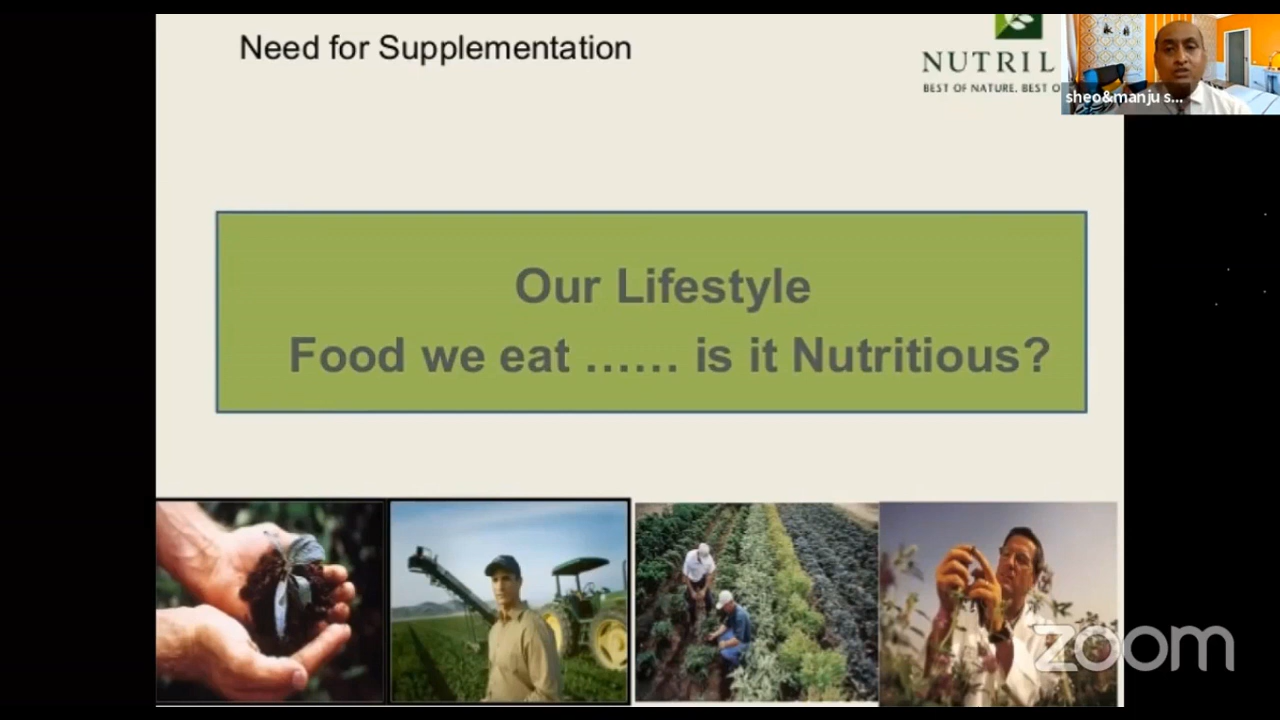 Need for Supplementation
NUTRIL
BEST OF NATURE. BEST O
sheo&manju s...
Our Lifestyle
Food we eat ...... is it Nutritious?
zoom